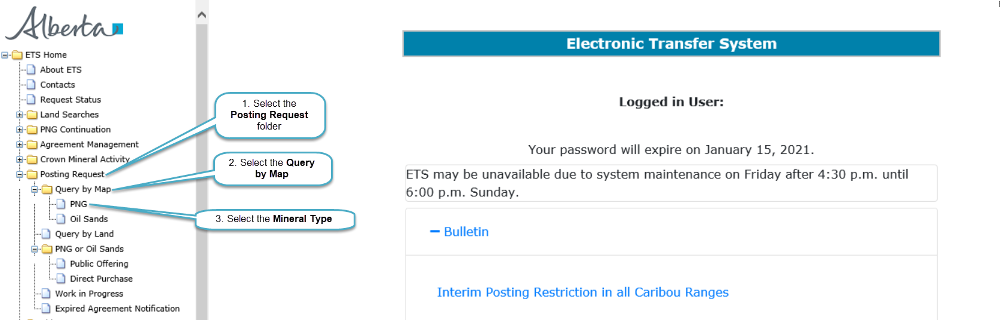 Alberta
ETS Home
About ETS
Contacts
Request Status
Land Searches
PNG Continuation
Agreement Management
Crown Mineral Activity
Posting Request
Query by Map
PNG
Oil Sands
Query by Land
PNG or Oil Sands
Public Offering
Direct Purchase
Work in Progress
Expired Agreement Notification
1. Select the
Posting Request
folder
2. Select the Query
by Map
3. Select the Mineral Type
Electronic Transfer System
Logged in User:
Your password will expire on January 15, 2021.
ETS may be unavailable due to system maintenance on Friday after 4:30 p.m. until
6:00 p.m. Sunday.
Bulletin
Interim Posting Restriction in all Caribou Ranges